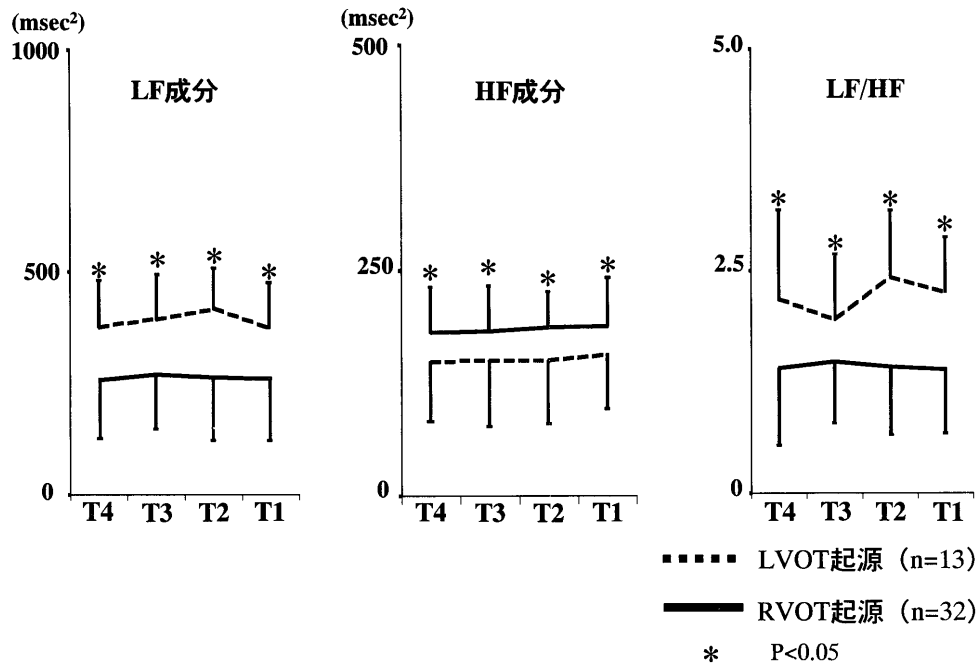 (msec²)
1000
LF成分
500
0
* * * *
T4 T3 T2 T1
(msec²)
500
HF成分
250
0
* * * *
T4 T3 T2 T1
5.0
LF/HF
2.5
0
* * * *
T4 T3 T2 T1
LVOT起源（n=13）
RVOT起源（n=32）
* P<0.05